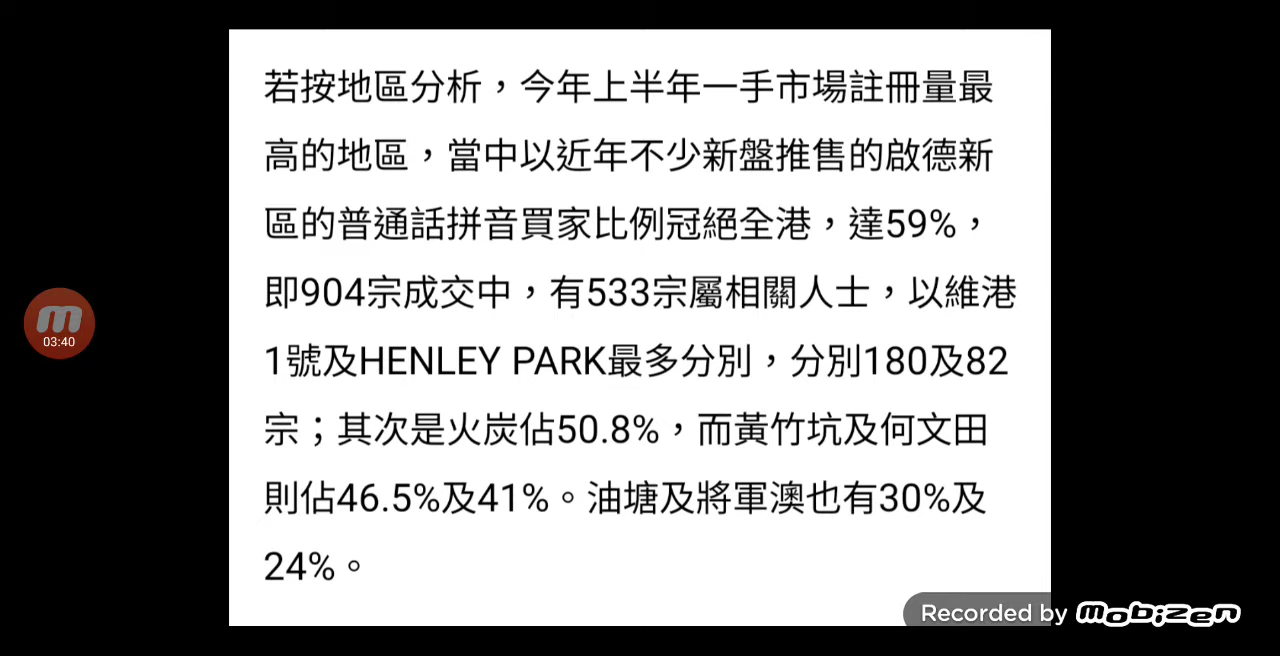 若按地區分析，今年上半年一手市場註冊量最
高的地區，當中以近年不少新盤推售的啟德新
區的普通話拼音買家比例冠絕全港，達59%，
即904宗成交中，有533宗屬相關人士，以維港
1號及HENLEY PARK最多分別，分別180及82
宗；其次是火炭佔50.8%，而黃竹坑及何文田
則佔46.5%及41%。油塘及將軍澳也有30%及
24%。
03:40
Recorded by mobizen